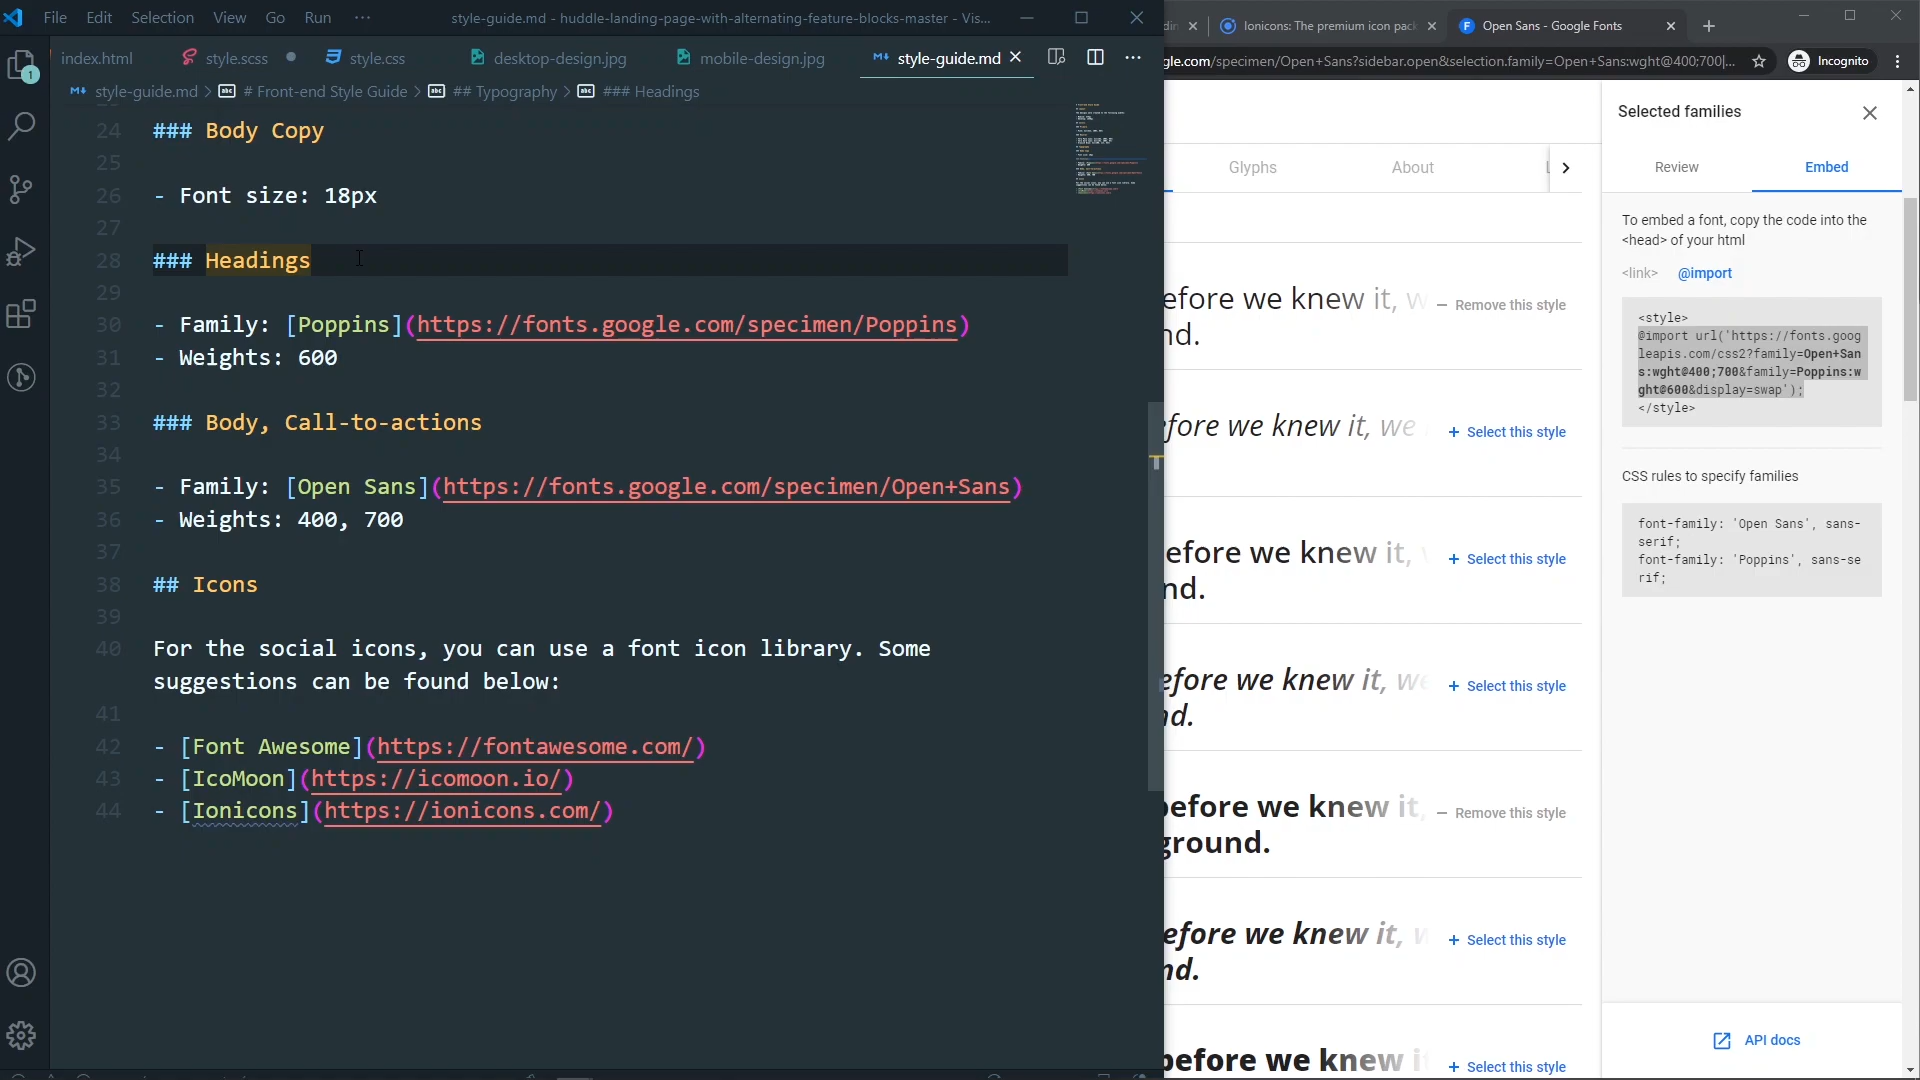 File Edit Selection View Go Run ···
style-guide.md - huddle-landing-page-with-alternating-feature-blocks-master - Vis...
index.html style.scss style.css desktop-design.jpg mobile-design.jpg style-guide.md
style-guide.md > # Front-end Style Guide > ## Typography > ### Headings
1
24 ### Body Copy
25
26 - Font size: 18px
27
28 ### Headings
29
30 - Family: [Poppins](https://fonts.google.com/specimen/Poppins)
31 - Weights: 600
32
33 ### Body, Call-to-actions
34
35 - Family: [Open Sans](https://fonts.google.com/specimen/Open+Sans)
36 - Weights: 400, 700
37
38 ## Icons
39
40 For the social icons, you can use a font icon library. Some
suggestions can be found below:
41
42 - [Font Awesome](https://fontawesome.com/)
43 - [IcoMoon](https://icomoon.io/)
44 - [Ionicons](https://ionicons.com/)
Ionicons: The premium icon pack
Open Sans - Google Fonts
gle.com/specimen/Open+Sans?sidebar.open&selection.family=Open+Sans:wght@400;700|...
Incognito
Glyphs About
efore we knew it, w
nd.
Remove this style
efore we knew it, we
Select this style
efore we knew it,
nd.
Select this style
efore we knew it, we
nd.
Select this style
before we knew it,
ground.
Remove this style
efore we knew it,
nd.
Select this style
before we knew it
Select this style
Selected families
Review Embed
To embed a font, copy the code into the
<head> of your html
<link> @import
<style>
@import url('https://fonts.goog
leapis.com/css2?family=Open+San
s:wght@400;700&family=Poppins:w
ght@600&display=swap');
</style>
CSS rules to specify families
font-family: 'Open Sans', sans-
serif;
font-family: 'Poppins', sans-se
rif;
API docs